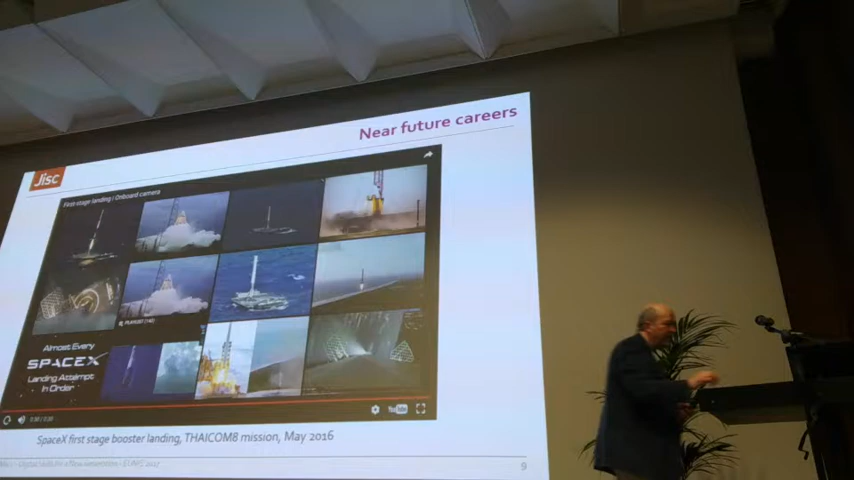 Near future careers
Jisc
First stage landing | Onboard camera
Almost Every
SPACEX
Landing Attempt
In Order
YouTube
SpaceX first stage booster landing, THAICOM8 mission, May 2016
9